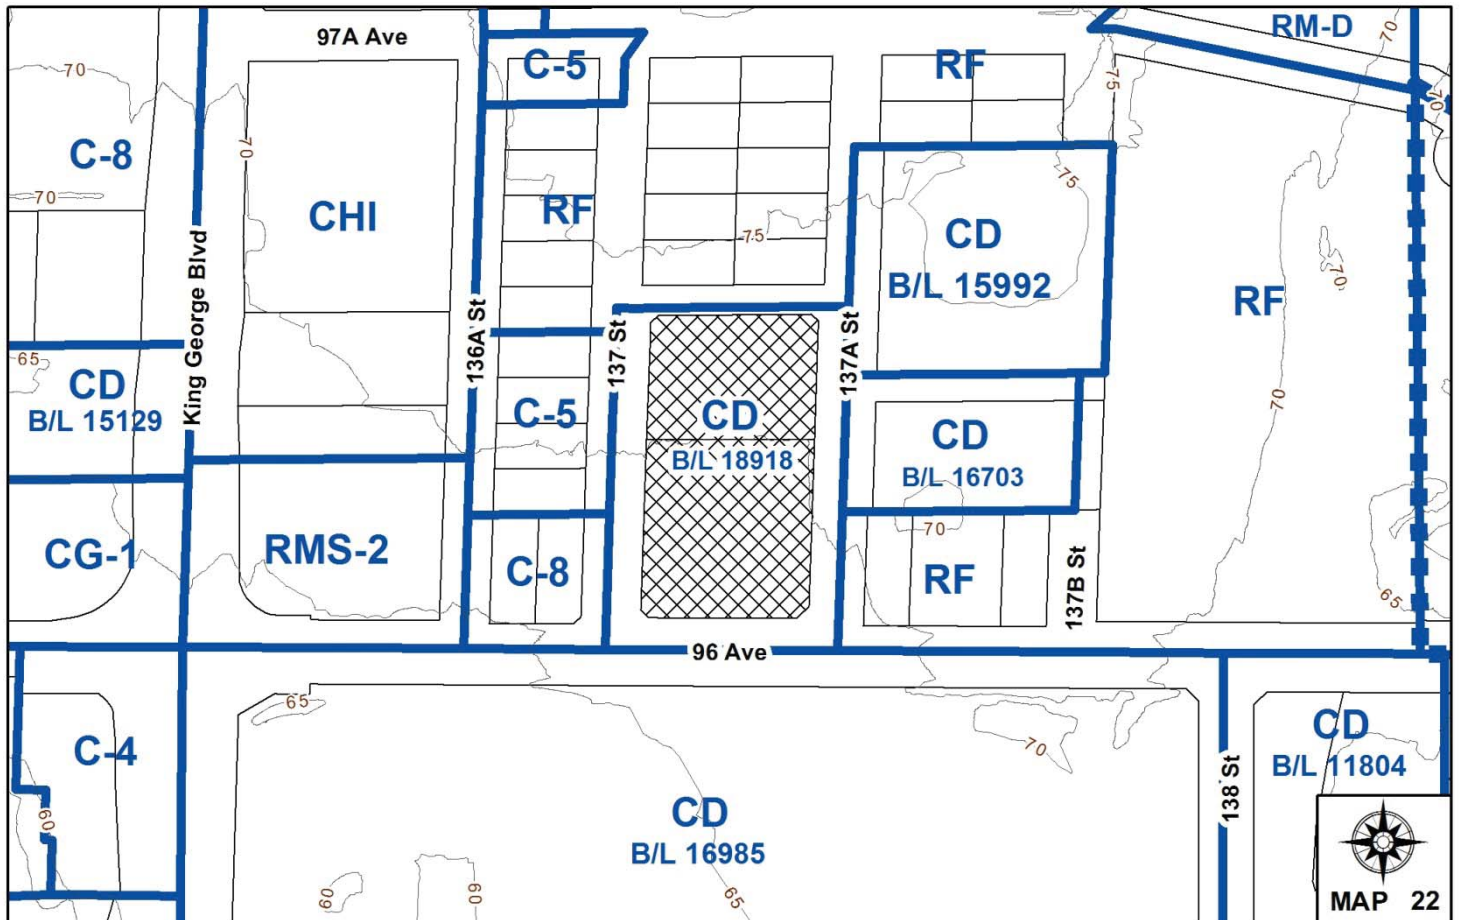 97A Ave
C-5
RF
RM-D
70
70
75
70
C-8
70
70
75
CHI
RF
75
CD
B/L 15992
RF
70
King George Blvd
136A St
137 St
137A St
65
CD
B/L 15129
C-5
CD
B/L 18918
CD
B/L 16703
70
CG-1
RMS-2
C-8
70
RF
137B St
65
96 Ave
65
C-4
70
138 St
CD
B/L 11804
60
CD
B/L 16985
60
60
65
MAP 22